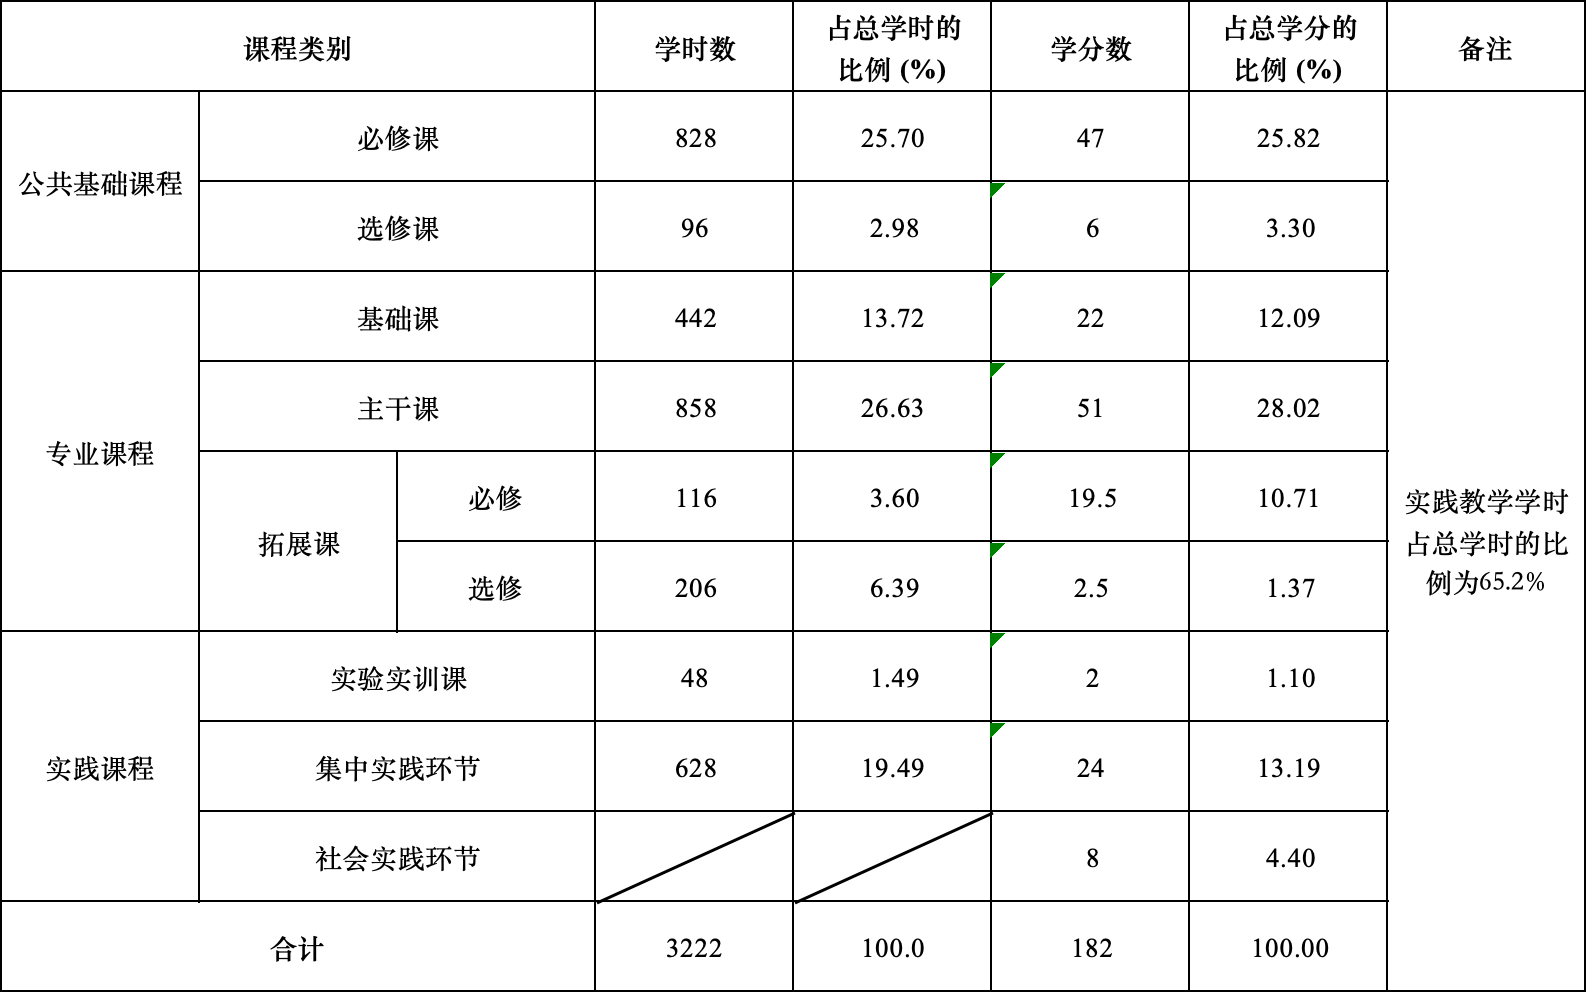 课程类别 学时数 占总学时的比例 (%) 学分数 占总学分的比例 (%) 备注
公共基础课程 必修课 828 25.70 47 25.82
选修课 96 2.98 6 3.30
专业课程 基础课 442 13.72 22 12.09
主干课 858 26.63 51 28.02
拓展课 必修 116 3.60 19.5 10.71
选修 206 6.39 2.5 1.37
实践课程 实验实训课 48 1.49 2 1.10
集中实践环节 628 19.49 24 13.19
社会实践环节 8 4.40
合计 3222 100.0 182 100.00
实践教学学时
占总学时的比
例为65.2%